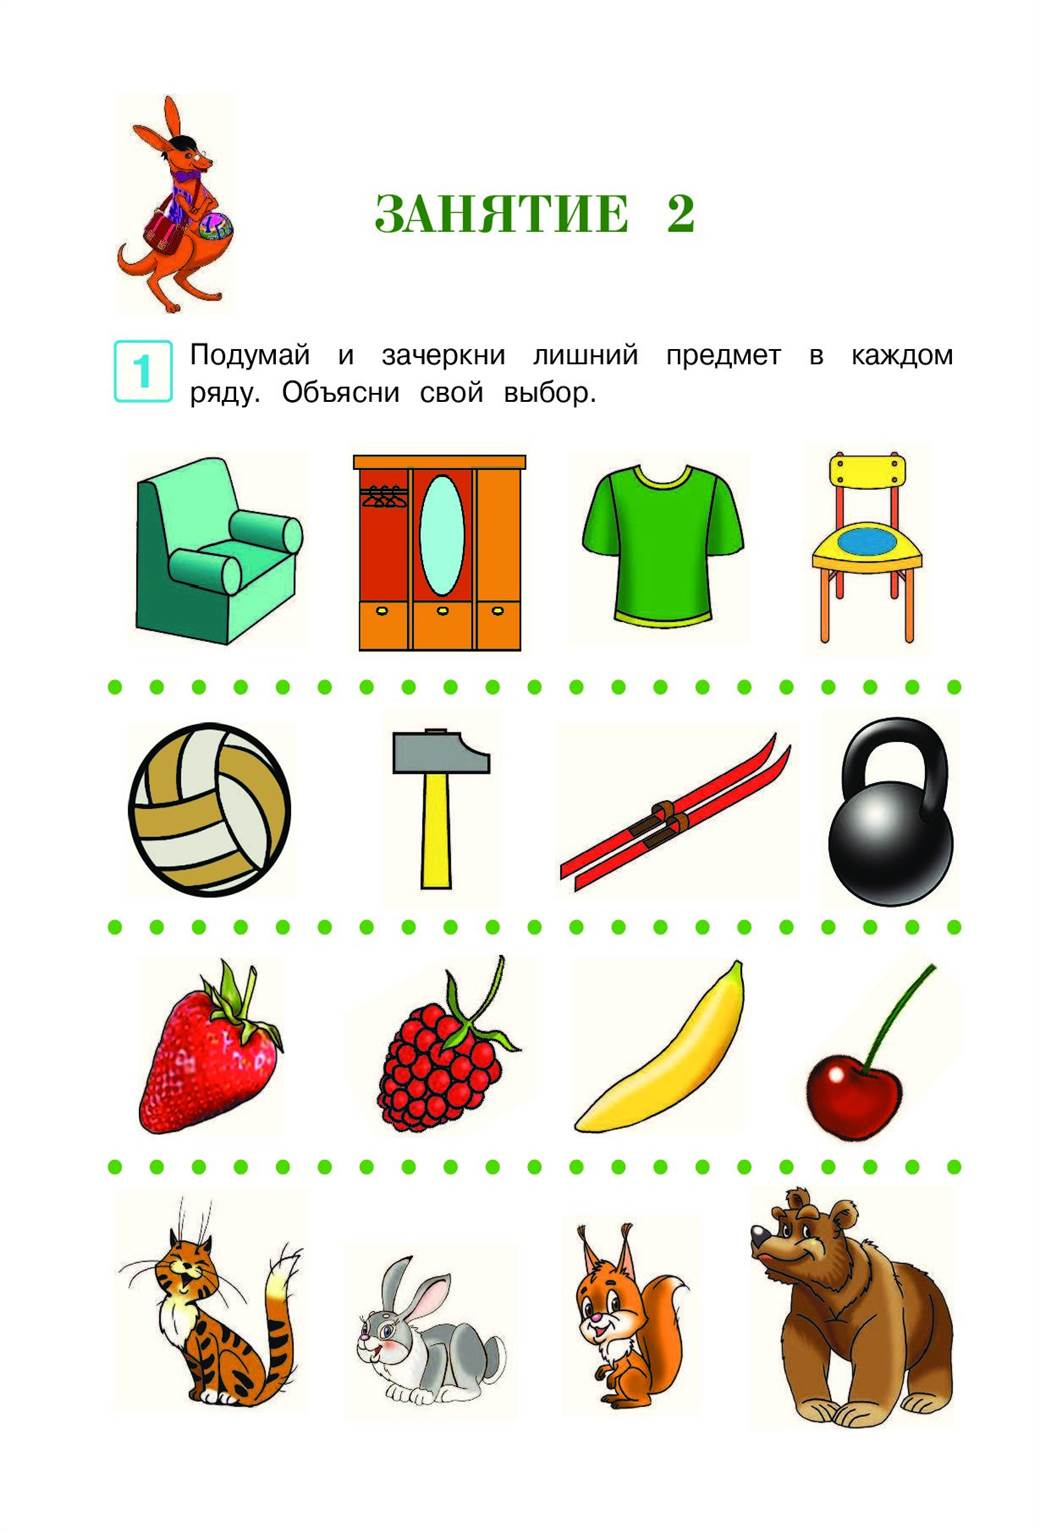 ЗАНЯТИЕ 2
1
Подумай и зачеркни лишний предмет в каждом
ряду. Объясни свой выбор.